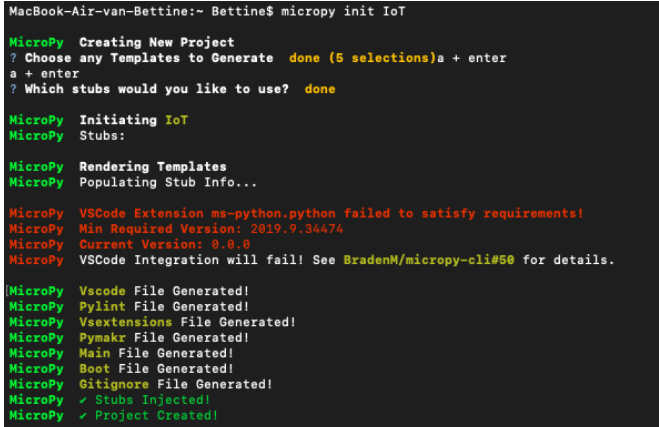 MacBook-Air-van-Bettine:~ Bettine$ micropy init IoT
MicroPy  Creating New Project
? Choose any Templates to Generate  done (5 selections)a + enter
a + enter
? Which stubs would you like to use?  done
MicroPy  Initiating IoT
MicroPy  Stubs:
MicroPy  Rendering Templates
MicroPy  Populating Stub Info...
MicroPy  VSCode Extension ms-python.python failed to satisfy requirements!
MicroPy  Min Required Version: 2019.9.34474
MicroPy  Current Version: 0.0.0
MicroPy  VSCode Integration will fail! See BradenM/micropy-cli#50 for details.
[MicroPy  Vscode File Generated!
MicroPy  Pylint File Generated!
MicroPy  Vsextensions File Generated!
MicroPy  Pymakr File Generated!
MicroPy  Main File Generated!
MicroPy  Boot File Generated!
MicroPy  Gitignore File Generated!
MicroPy  ✔ Stubs Injected!
MicroPy  ✔ Project Created!